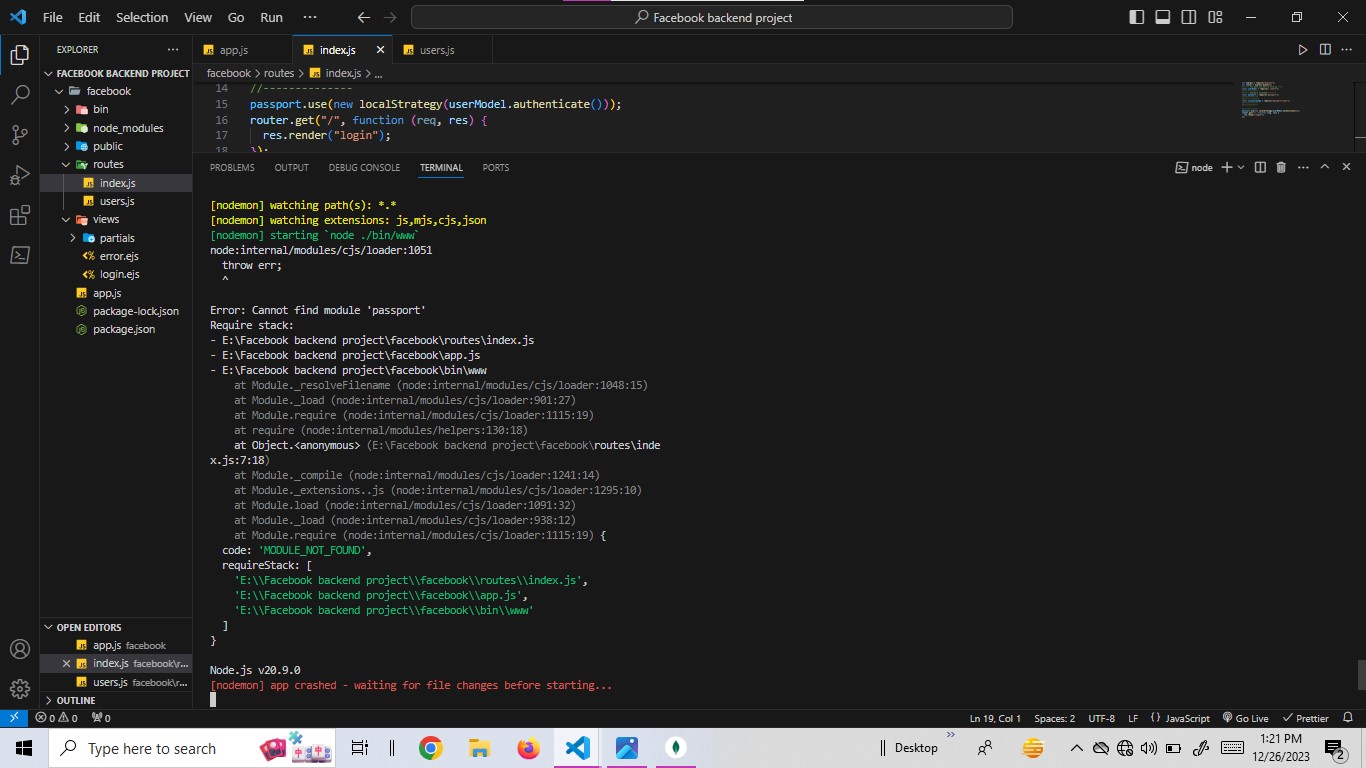 File Edit Selection View Go Run ··· Facebook backend project
EXPLORER ···
FACEBOOK BACKEND PROJECT
facebook
bin
node_modules
public
routes
index.js
users.js
views
partials
error.ejs
login.ejs
app.js
package-lock.json
package.json
OPEN EDITORS
app.js facebook
index.js facebook\r...
users.js facebook\r...
OUTLINE
app.js index.js users.js
facebook > routes > index.js > ...
14 //--------------
15 passport.use(new localStrategy(userModel.authenticate()));
16 router.get("/", function (req, res) {
17 res.render("login");
18 });
PROBLEMS OUTPUT DEBUG CONSOLE TERMINAL PORTS node
[nodemon] watching path(s): *.*
[nodemon] watching extensions: js,mjs,cjs,json
[nodemon] starting `node ./bin/www`
node:internal/modules/cjs/loader:1051
throw err;
^
Error: Cannot find module 'passport'
Require stack:
- E:\Facebook backend project\facebook\routes\index.js
- E:\Facebook backend project\facebook\app.js
- E:\Facebook backend project\facebook\bin\www
at Module._resolveFilename (node:internal/modules/cjs/loader:1048:15)
at Module._load (node:internal/modules/cjs/loader:901:27)
at Module.require (node:internal/modules/cjs/loader:1115:19)
at require (node:internal/modules/helpers:130:18)
at Object.<anonymous> (E:\Facebook backend project\facebook\routes\inde
x.js:7:18)
at Module._compile (node:internal/modules/cjs/loader:1241:14)
at Module._extensions..js (node:internal/modules/cjs/loader:1295:10)
at Module.load (node:internal/modules/cjs/loader:1091:32)
at Module._load (node:internal/modules/cjs/loader:938:12)
at Module.require (node:internal/modules/cjs/loader:1115:19) {
code: 'MODULE_NOT_FOUND',
requireStack: [
'E:\\Facebook backend project\\facebook\\routes\\index.js',
'E:\\Facebook backend project\\facebook\\app.js',
'E:\\Facebook backend project\\facebook\\bin\\www'
]
}
Node.js v20.9.0
[nodemon] app crashed - waiting for file changes before starting...
0 0 0 Ln 19, Col 1 Spaces: 2 UTF-8 LF {} JavaScript Go Live Prettier
Type here to search Desktop 1:21 PM
12/26/2023 2